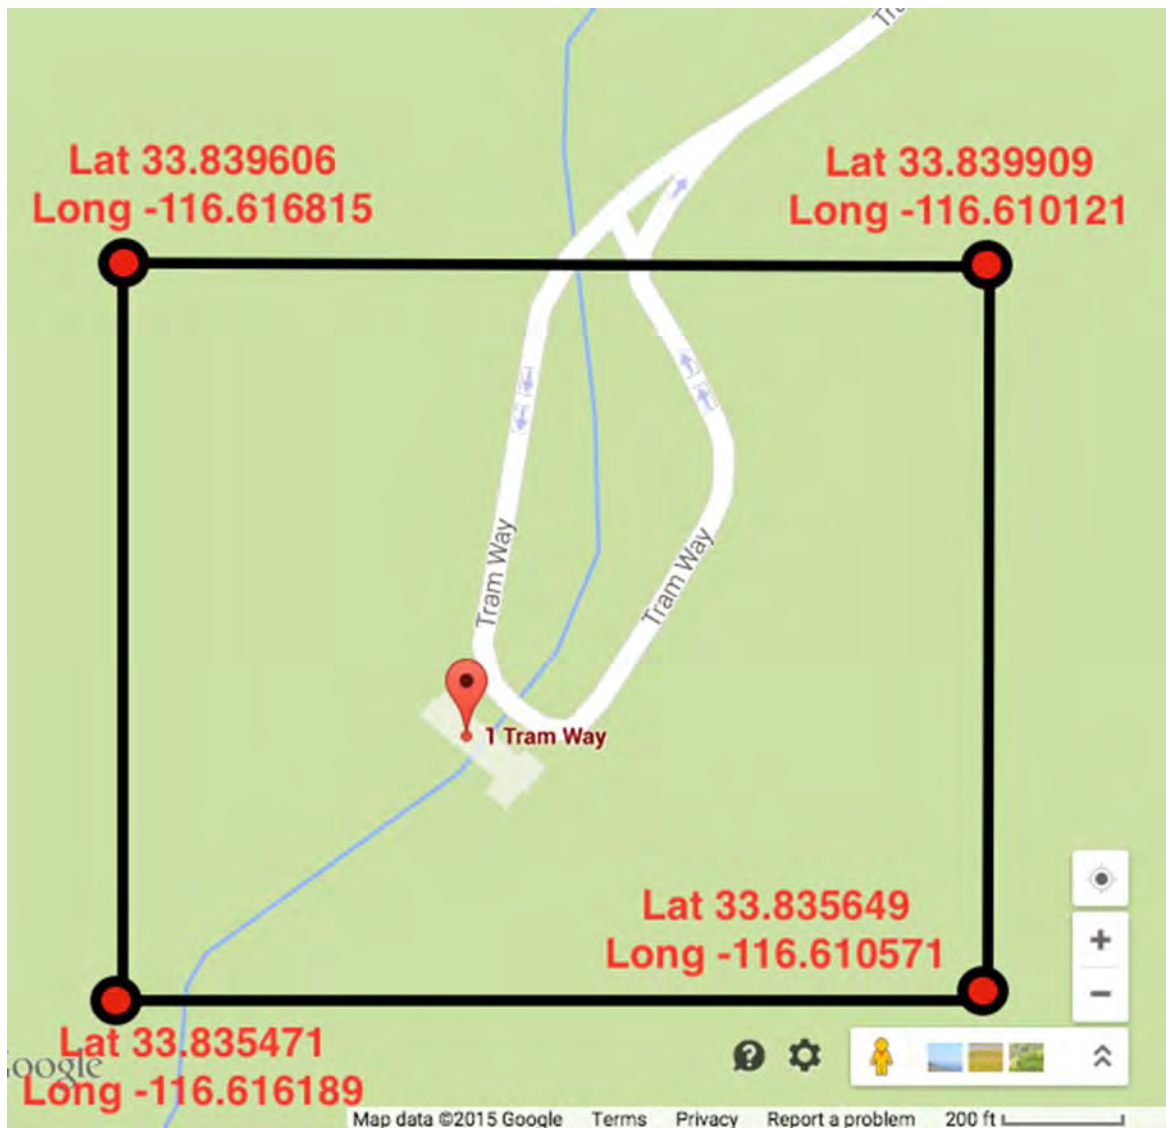 Tra
Lat 33.839606
Long -116.616815
Lat 33.839909
Long -116.610121
Tram Way
Tram Way
1 Tram Way
Lat 33.835649
Long -116.610571
Lat 33.835471
Google
Long -116.616189
Map data ©2015 Google Terms Privacy Report a problem 200 ft